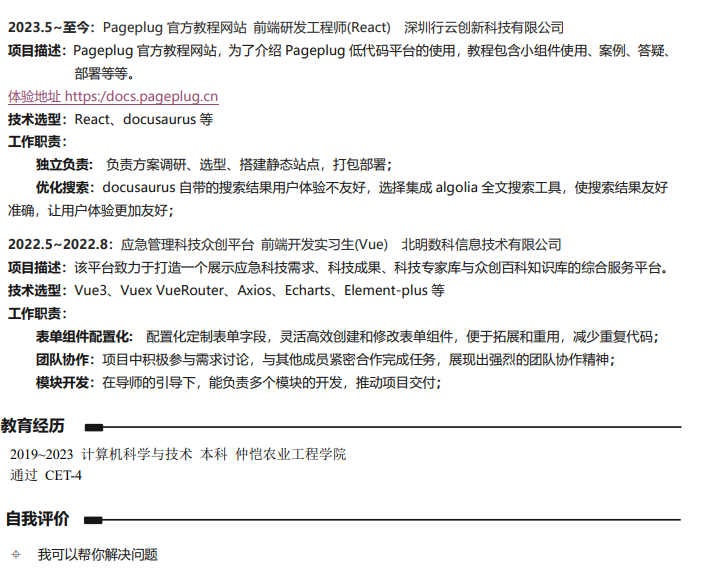 2023.5~至今：Pageplug 官方教程网站 前端研发工程师(React) 深圳行云创新科技有限公司
项目描述：Pageplug 官方教程网站，为了介绍 Pageplug 低代码平台的使用，教程包含小组件使用、案例、答疑、
部署等等。
体验地址 https:/docs.pageplug.cn
技术选型：React、docusaurus 等
工作职责：
独立负责： 负责方案调研、选型、搭建静态站点，打包部署；
优化搜索：docusaurus 自带的搜索结果用户体验不友好，选择集成 algolia 全文搜索工具，使搜索结果友好
准确，让用户体验更加友好；
2022.5~2022.8：应急管理科技众创平台 前端开发实习生(Vue) 北明数科信息技术有限公司
项目描述：该平台致力于打造一个展示应急科技需求、科技成果、科技专家库与众创百科知识库的综合服务平台。
技术选型：Vue3、Vuex VueRouter、Axios、Echarts、Element-plus 等
工作职责：
表单组件配置化: 配置化定制表单字段，灵活高效创建和修改表单组件，便于拓展和重用，减少重复代码；
团队协作：项目中积极参与需求讨论，与其他成员紧密合作完成任务，展现出强烈的团队协作精神；
模块开发：在导师的引导下，能负责多个模块的开发，推动项目交付；
教育经历
2019~2023 计算机科学与技术 本科 仲恺农业工程学院
通过 CET-4
自我评价
我可以帮你解决问题